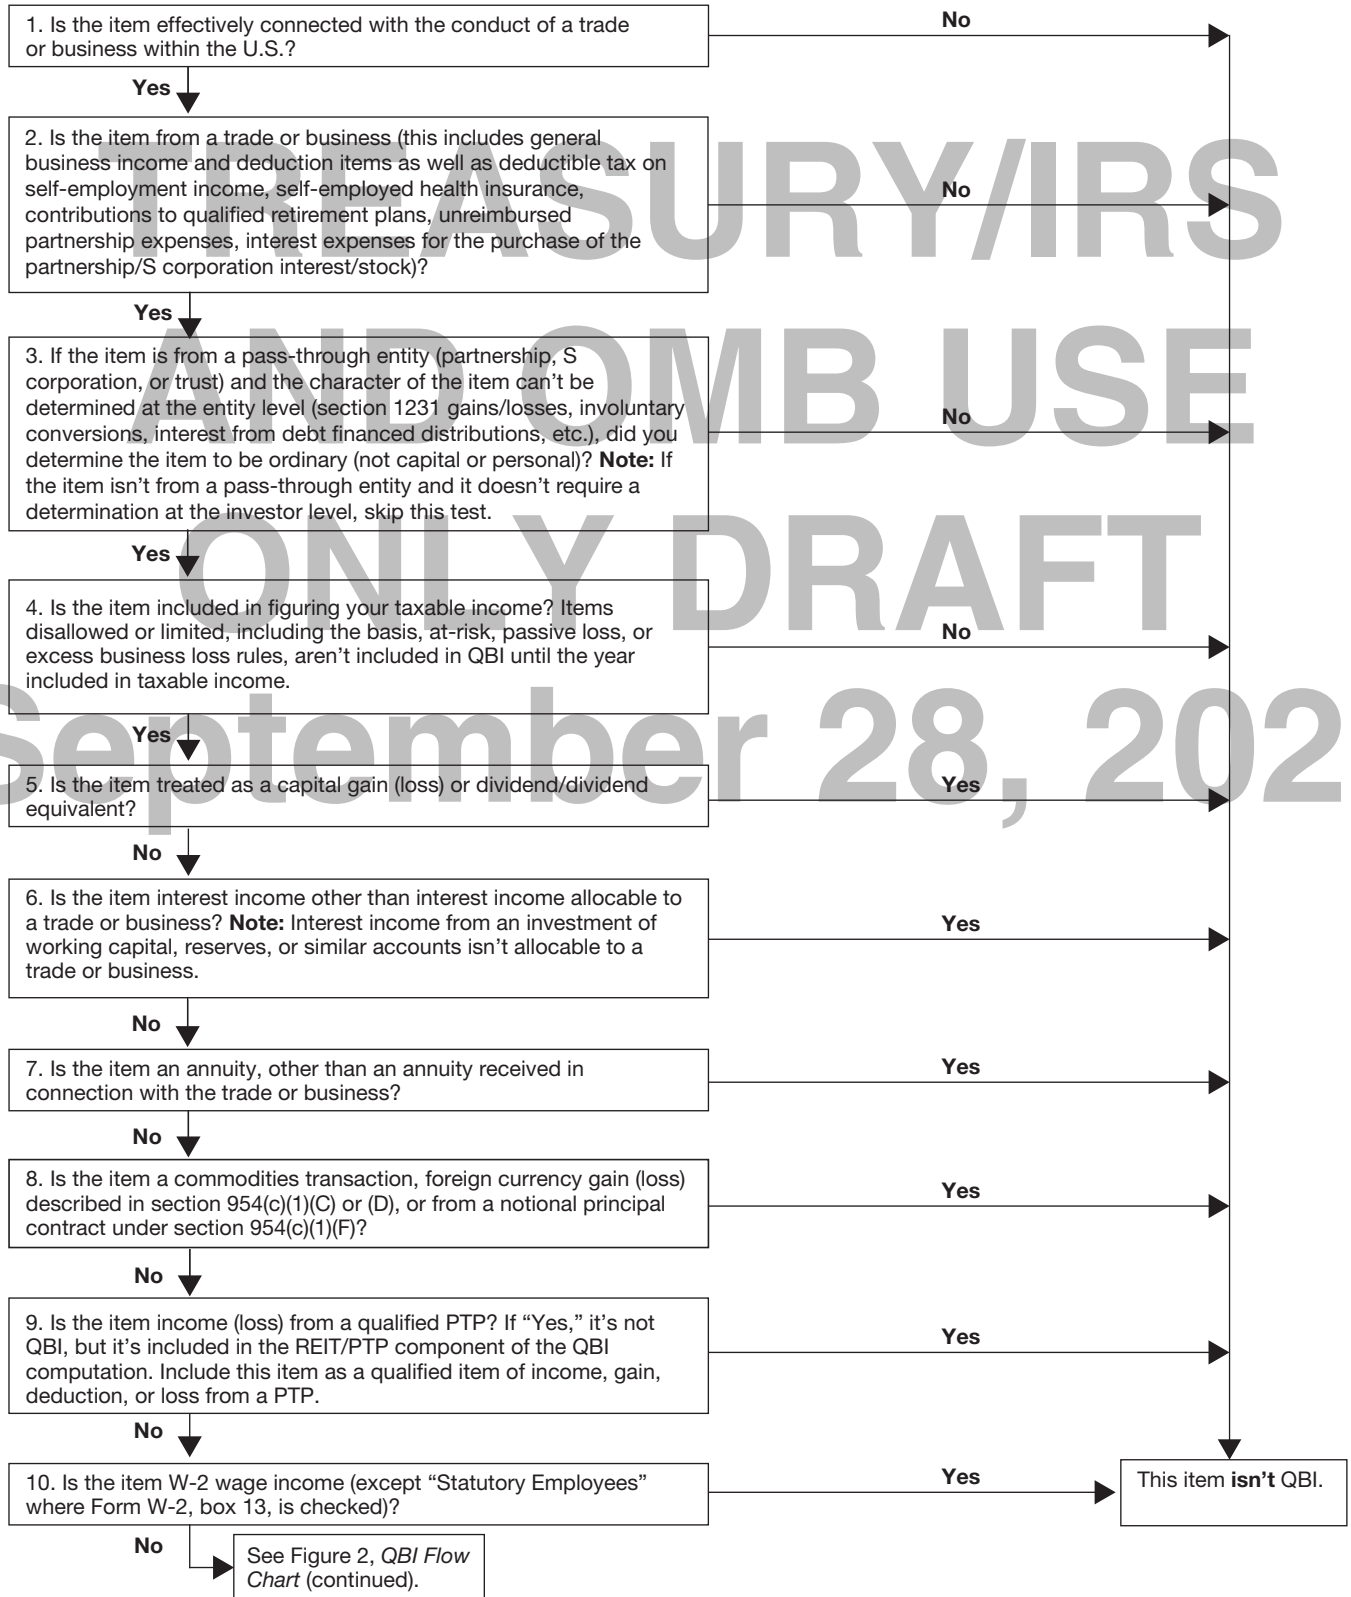 1. Is the item effectively connected with the conduct of a trade
or business within the U.S.?
No
Yes
2. Is the item from a trade or business (this includes general
business income and deduction items as well as deductible tax on
self-employment income, self-employed health insurance,
contributions to qualified retirement plans, unreimbursed
partnership expenses, interest expenses for the purchase of the
partnership/S corporation interest/stock)?
No
TREASURY/IRS
Yes
3. If the item is from a pass-through entity (partnership, S
corporation, or trust) and the character of the item can't be
determined at the entity level (section 1231 gains/losses, involuntary
conversions, interest from debt financed distributions, etc.), did you
determine the item to be ordinary (not capital or personal)? Note: If
the item isn't from a pass-through entity and it doesn't require a
determination at the investor level, skip this test.
No
AND OMB USE
Yes
ONLY DRAFT
4. Is the item included in figuring your taxable income? Items
disallowed or limited, including the basis, at-risk, passive loss, or
excess business loss rules, aren't included in QBI until the year
included in taxable income.
No
Yes
September 28, 202
5. Is the item treated as a capital gain (loss) or dividend/dividend
equivalent?
Yes
No
6. Is the item interest income other than interest income allocable to
a trade or business? Note: Interest income from an investment of
working capital, reserves, or similar accounts isn't allocable to a
trade or business.
Yes
No
7. Is the item an annuity, other than an annuity received in
connection with the trade or business?
Yes
No
8. Is the item a commodities transaction, foreign currency gain (loss)
described in section 954(c)(1)(C) or (D), or from a notional principal
contract under section 954(c)(1)(F)?
Yes
No
9. Is the item income (loss) from a qualified PTP? If "Yes," it's not
QBI, but it's included in the REIT/PTP component of the QBI
computation. Include this item as a qualified item of income, gain,
deduction, or loss from a PTP.
Yes
No
10. Is the item W-2 wage income (except "Statutory Employees"
where Form W-2, box 13, is checked)?
Yes
This item isn't QBI.
No
See Figure 2, QBI Flow
Chart (continued).